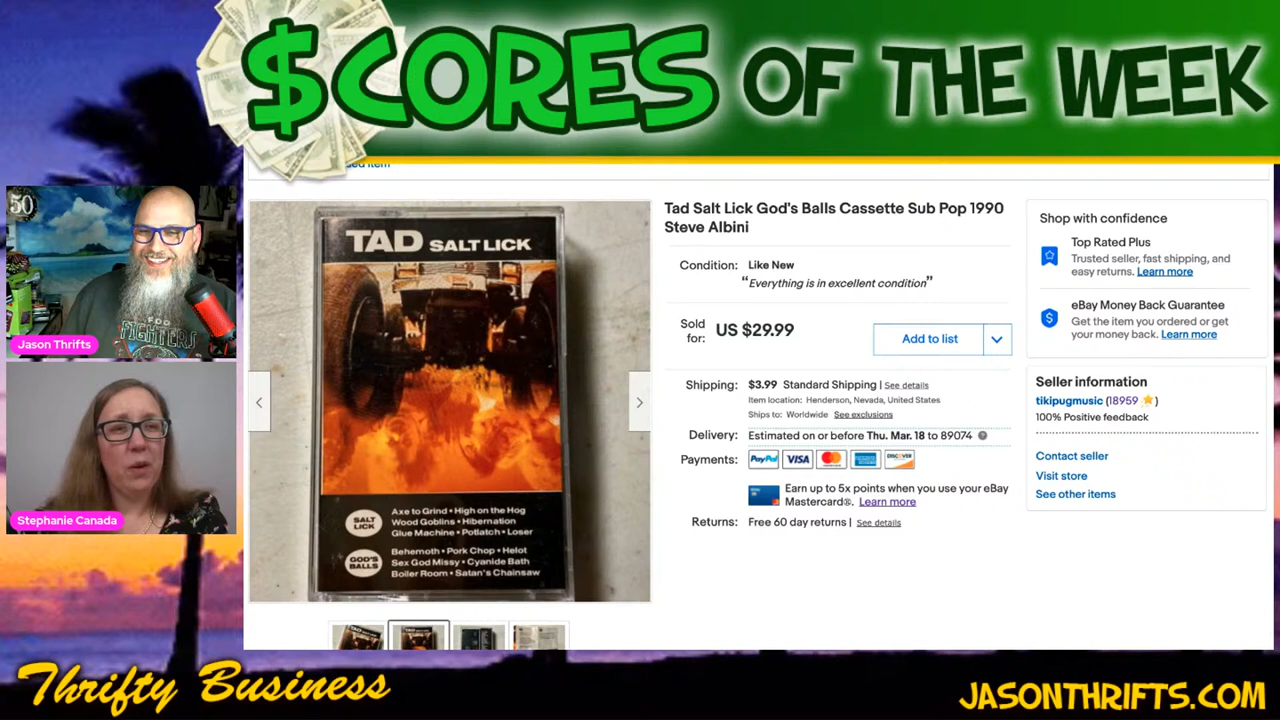 $CORES OF THE WEEK
50
FOO
FIGHTERS
Jason Thrifts
Stephanie Canada
TAD SALT LICK
SALT LICK
Axe to Grind • High on the Hog
Wood Goblins • Hibernation
Glue Machine • Potlatch • Loser
GOD'S BALLS
Behemoth • Pork Chop • Helot
Sex God Missy • Cyanide Bath
Boiler Room • Satan's Chainsaw
Tad Salt Lick God's Balls Cassette Sub Pop 1990
Steve Albini
Condition: Like New
“Everything is in excellent condition”
Sold for: US $29.99
Add to list
Shipping: $3.99 Standard Shipping | See details
Item location: Henderson, Nevada, United States
Ships to: Worldwide See exclusions
Delivery: Estimated on or before Thu. Mar. 18 to 89074
Payments: PayPal VISA
DISCOVER
Earn up to 5x points when you use your eBay
Mastercard®. Learn more
Returns: Free 60 day returns | See details
Shop with confidence
Top Rated Plus
Trusted seller, fast shipping, and
easy returns. Learn more
eBay Money Back Guarantee
Get the item you ordered or get
your money back. Learn more
Seller information
tikipugmusic (18959 )
100% Positive feedback
Contact seller
Visit store
See other items
Thrifty Business
JASONTHRIFTS.COM